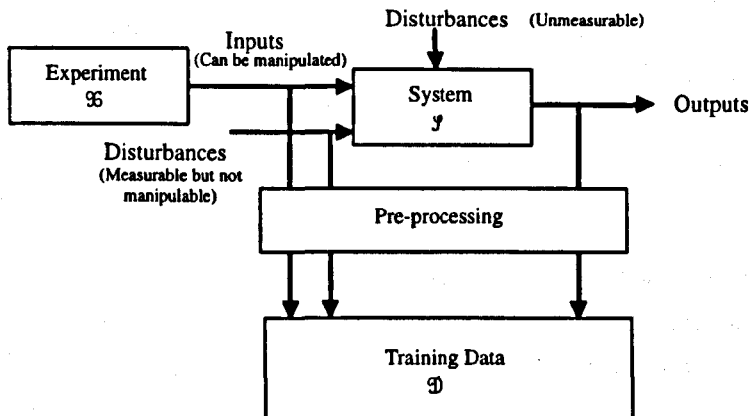 Disturbances (Unmeasurable)
Inputs
(Can be manipulated)
Experiment
System
𝒮
Outputs
Disturbances
(Measurable but not
manipulable)
Pre-processing
Training Data
𝒟